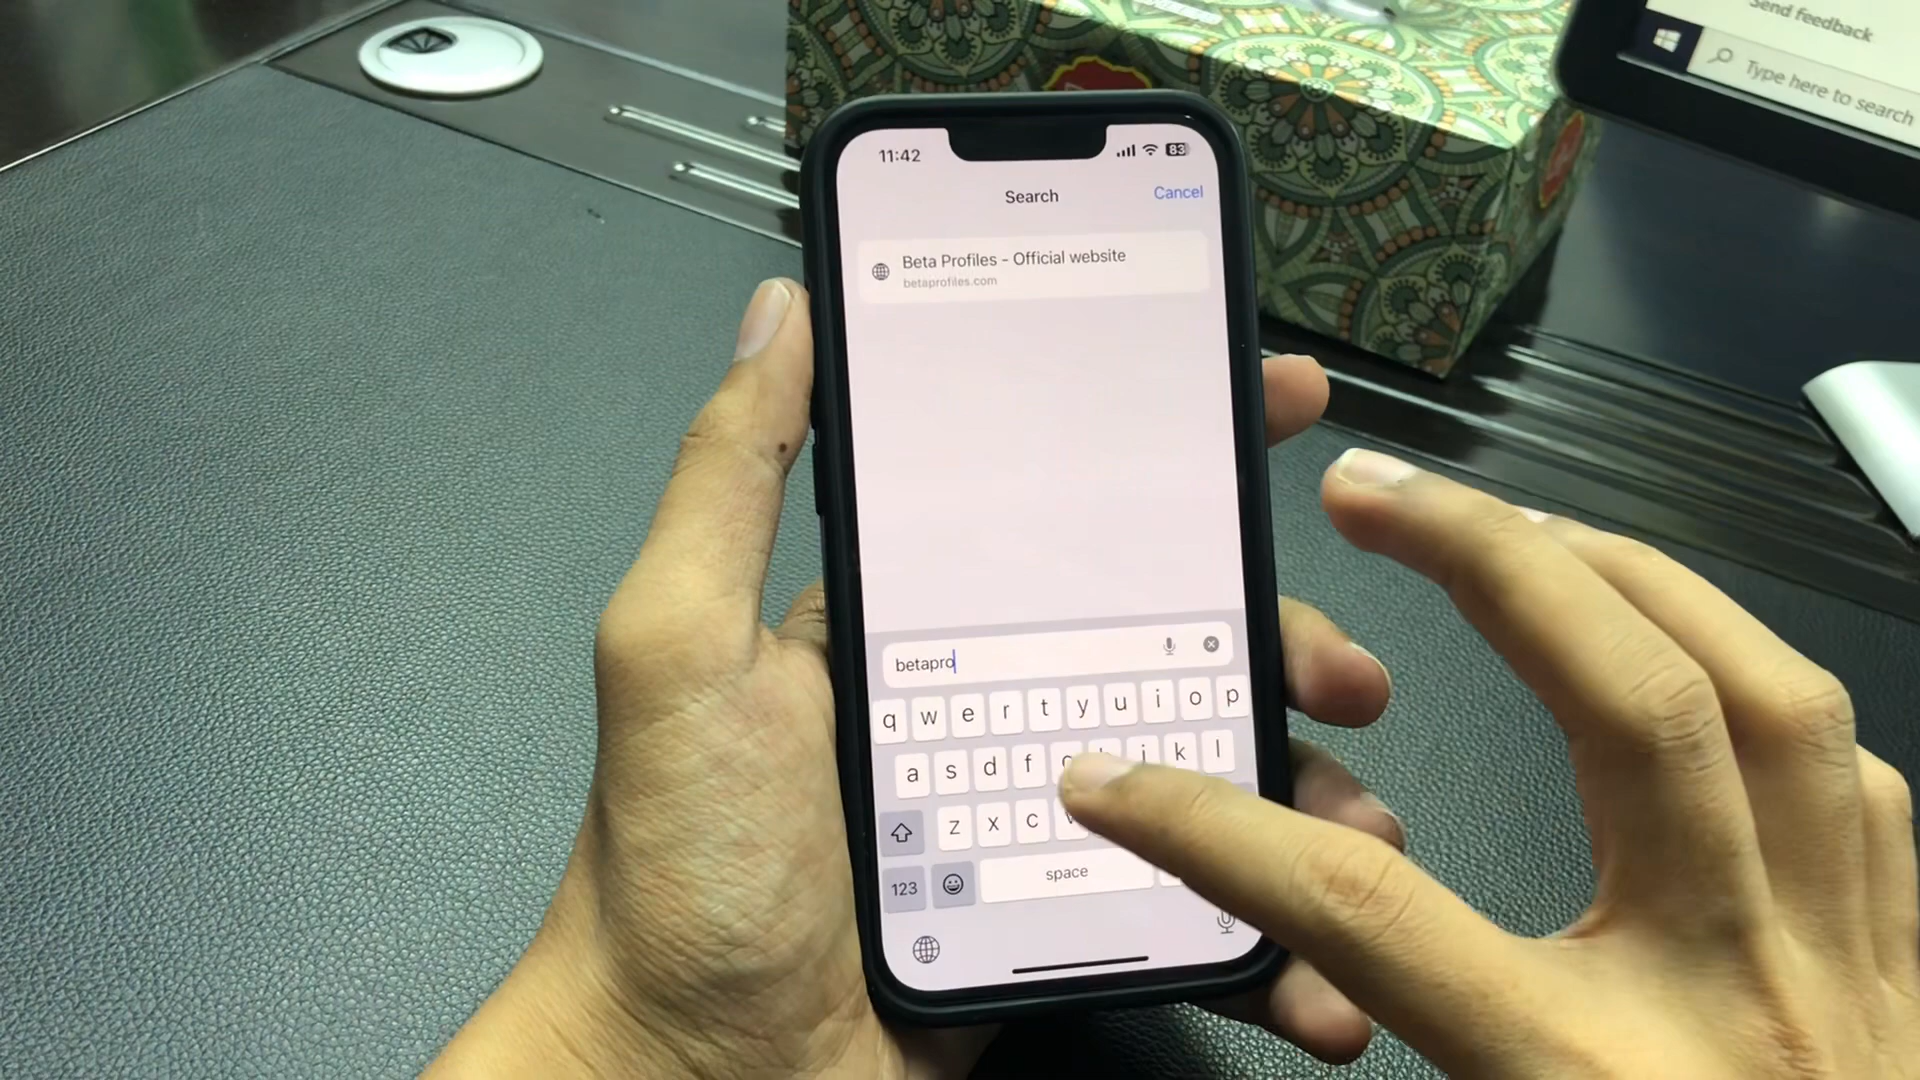 Send feedback
Type here to search
11:42
83
Search
Cancel
Beta Profiles - Official website
betaprofiles.com
betapro
q w e r t y u i o p
a s d f j k l
z x c v
123
space